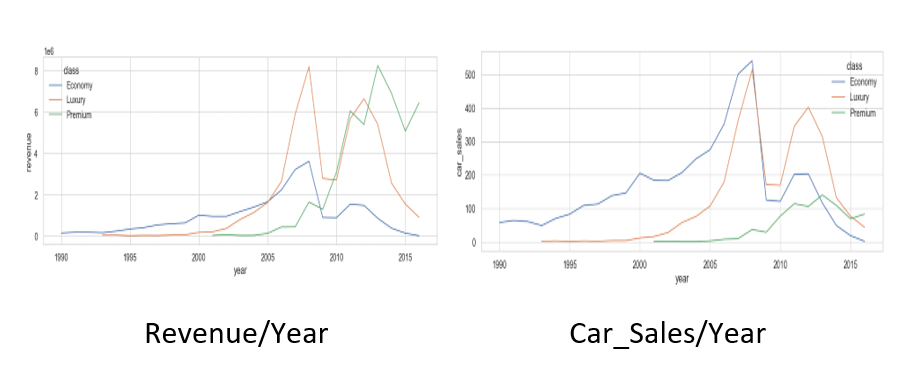 1e6
8
6
4
2
0
revenue
class
Economy
Luxury
Premium
1990
1995
2000
2005
2010
2015
year
Revenue/Year
500
400
300
200
100
0
car_sales
class
Economy
Luxury
Premium
1990
1995
2000
2005
2010
2015
year
Car_Sales/Year